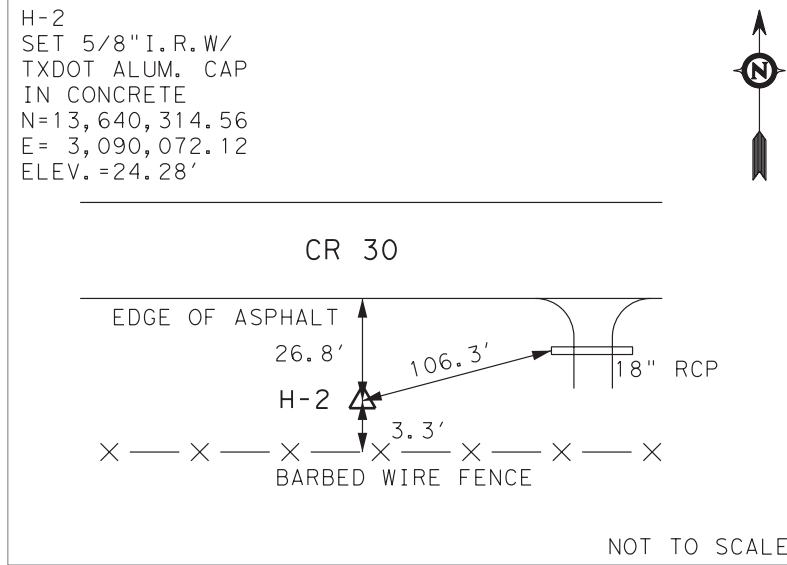 H-2
SET 5/8"I.R.W/
TXDOT ALUM. CAP
IN CONCRETE
N=13,640,314.56
E= 3,090,072.12
ELEV.=24.28'
N
CR 30
EDGE OF ASPHALT
26.8'
106.3'
18" RCP
H-2
3.3'
BARBED WIRE FENCE
NOT TO SCALE